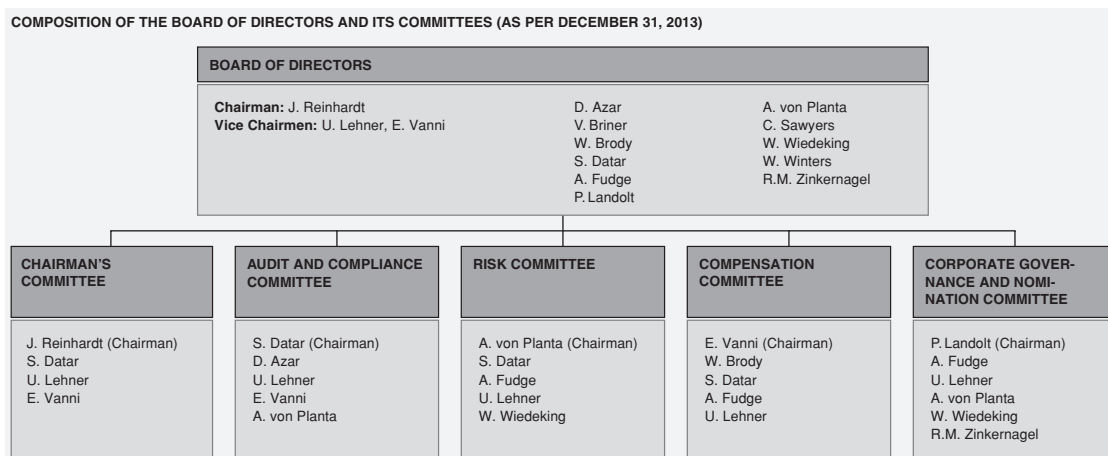 COMPOSITION OF THE BOARD OF DIRECTORS AND ITS COMMITTEES (AS PER DECEMBER 31, 2013)
BOARD OF DIRECTORS
Chairman: J. Reinhardt
Vice Chairmen: U. Lehner, E. Vanni
D. Azar
V. Briner
W. Brody
S. Datar
A. Fudge
P. Landolt
A. von Planta
C. Sawyers
W. Wiedeking
W. Winters
R.M. Zinkernagel
CHAIRMAN'S
COMMITTEE
J. Reinhardt (Chairman)
S. Datar
U. Lehner
E. Vanni
AUDIT AND COMPLIANCE
COMMITTEE
S. Datar (Chairman)
D. Azar
U. Lehner
E. Vanni
A. von Planta
RISK COMMITTEE
A. von Planta (Chairman)
S. Datar
A. Fudge
U. Lehner
W. Wiedeking
COMPENSATION
COMMITTEE
E. Vanni (Chairman)
W. Brody
S. Datar
A. Fudge
U. Lehner
CORPORATE GOVER-
NANCE AND NOMI-
NATION COMMITTEE
P. Landolt (Chairman)
A. Fudge
U. Lehner
A. von Planta
W. Wiedeking
R.M. Zinkernagel